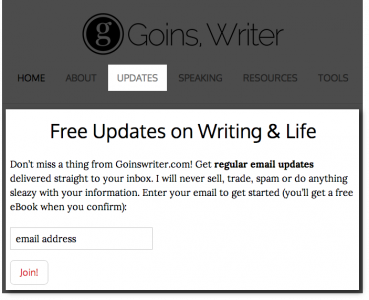 g Goins, Writer
HOME ABOUT UPDATES SPEAKING RESOURCES TOOLS
Free Updates on Writing & Life
Don't miss a thing from Goinswriter.com! Get regular email updates
delivered straight to your inbox. I will never sell, trade, spam or do anything
sleazy with your information. Enter your email to get started (you'll get a free
eBook when you confirm):
email address
Join!